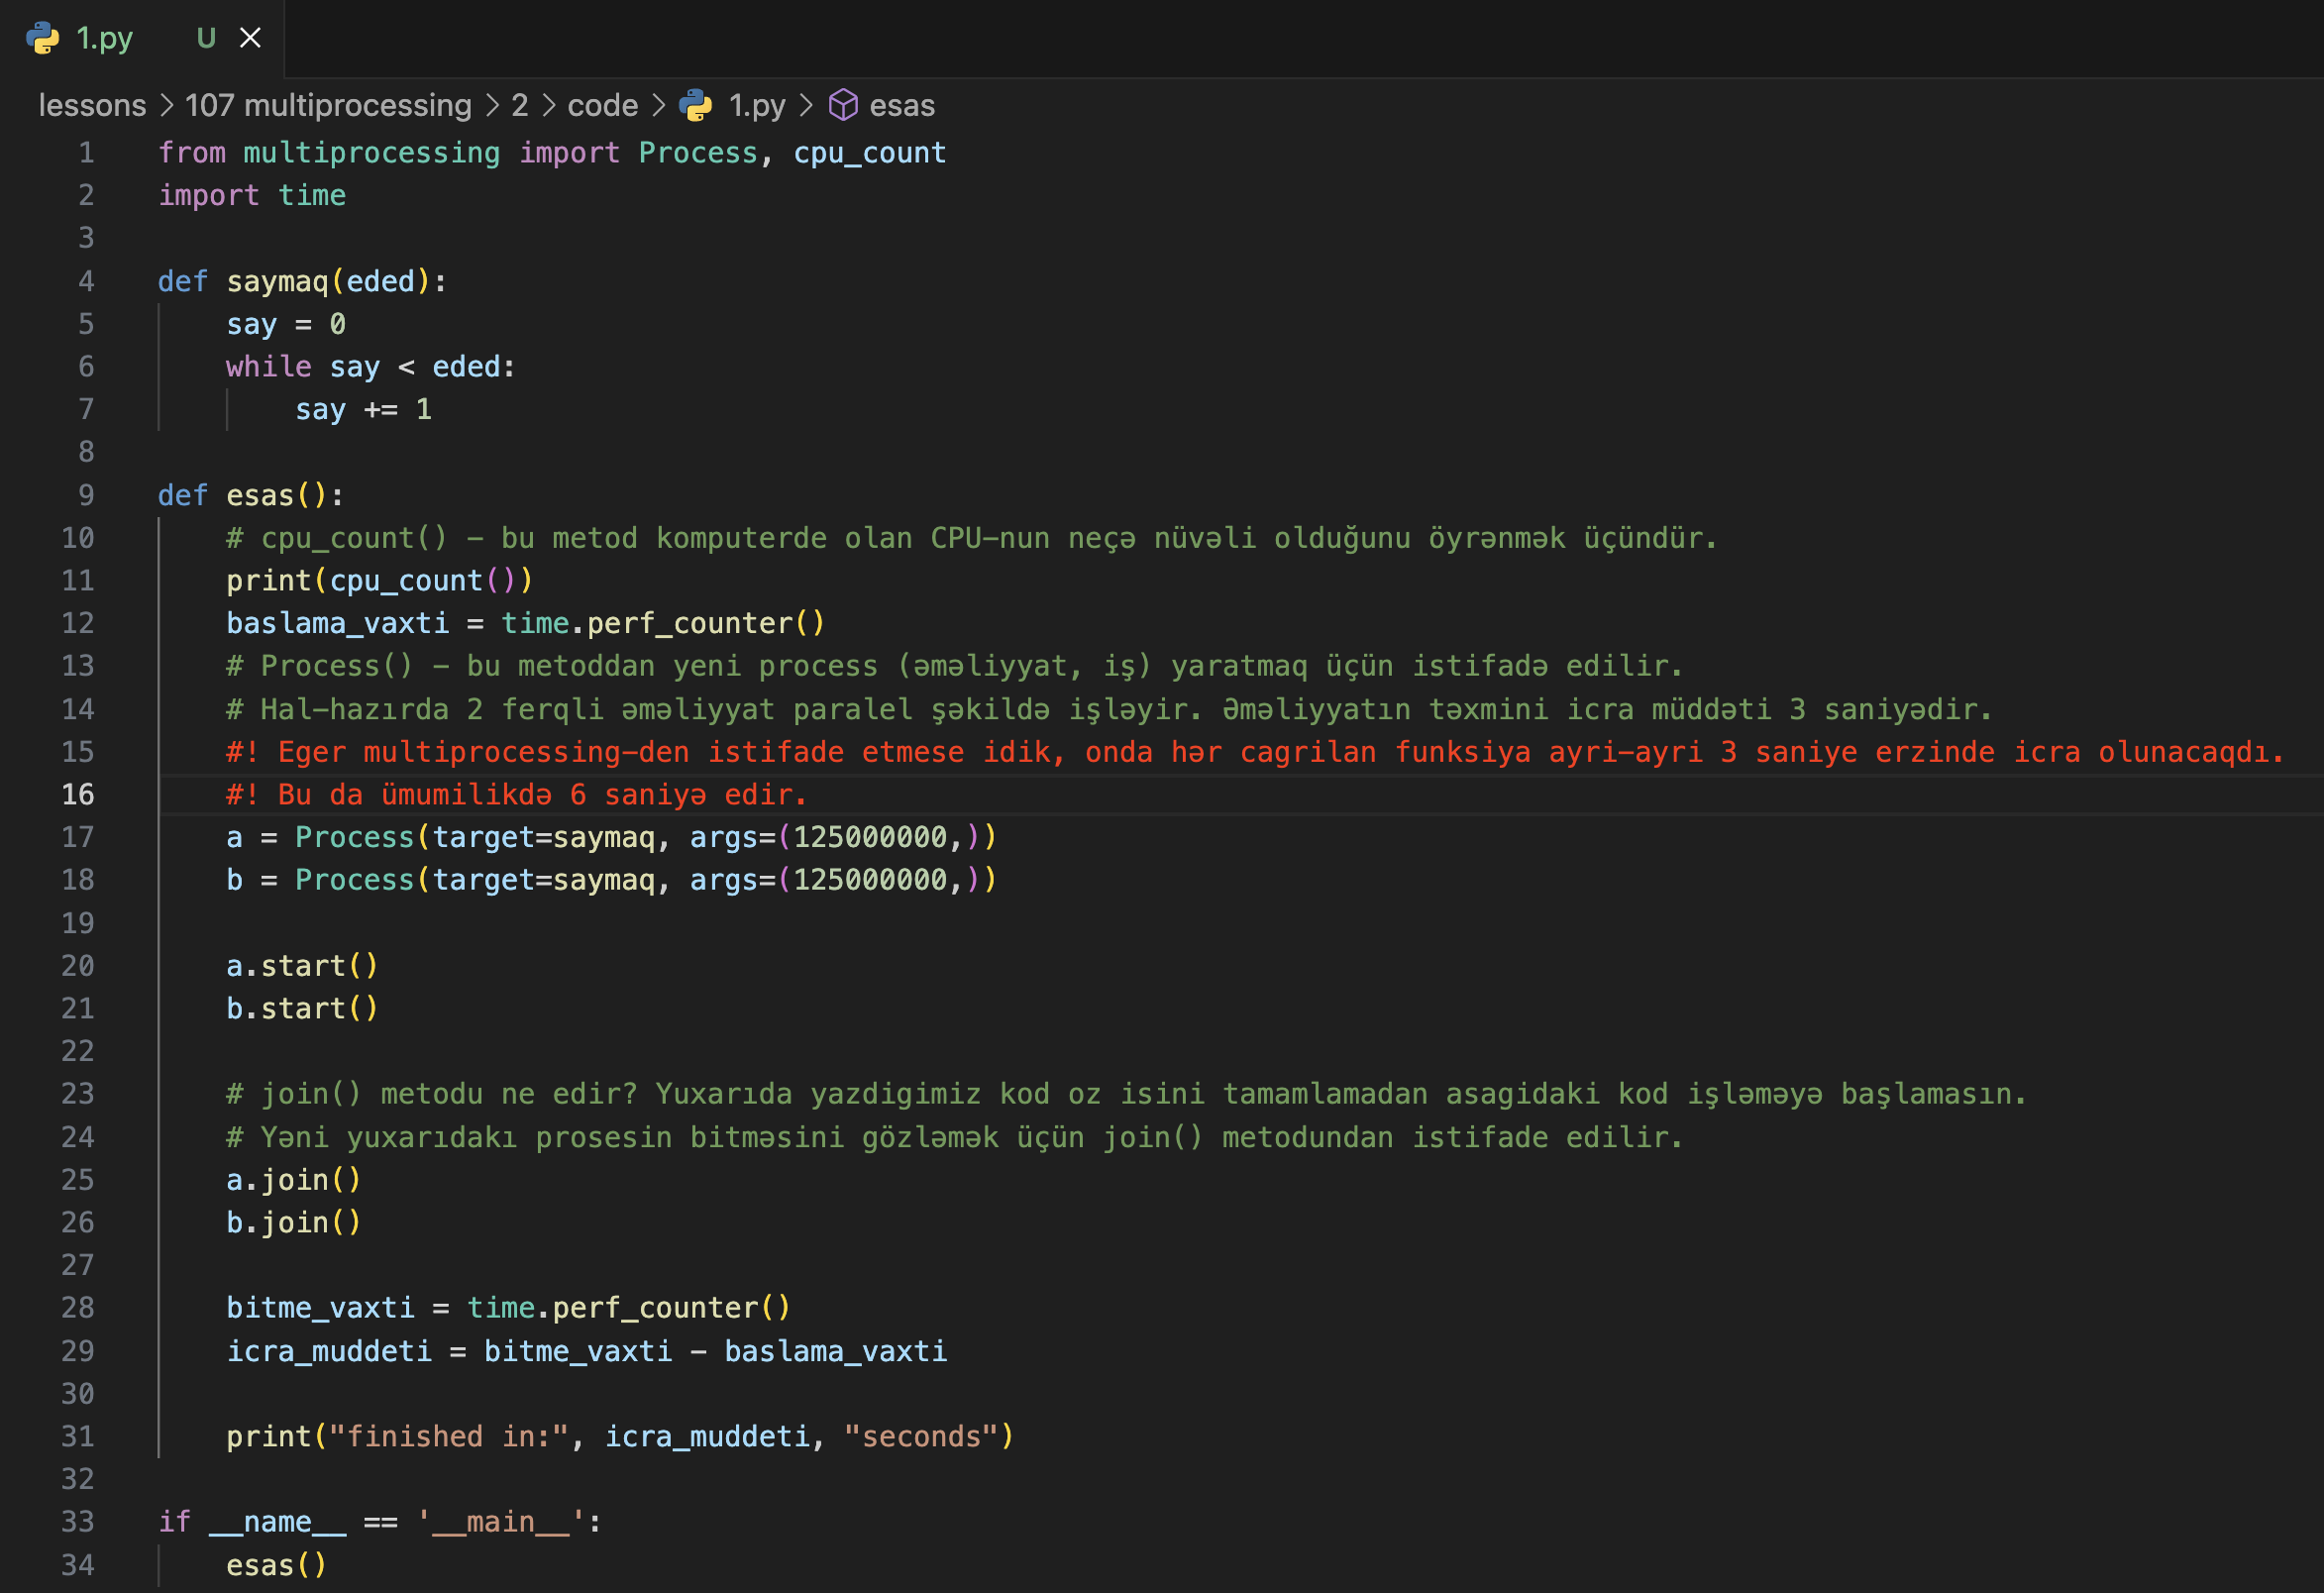 1.py U
lessons > 107 multiprocessing > 2 > code > 1.py > esas
1 from multiprocessing import Process, cpu_count
2 import time
3
4 def saymaq(eded):
5     say = 0
6     while say < eded:
7         say += 1
8
9 def esas():
10     # cpu_count() - bu metod komputerde olan CPU-nun neçə nüvəli olduğunu öyrənmək üçündür.
11     print(cpu_count())
12     baslama_vaxti = time.perf_counter()
13     # Process() - bu metoddan yeni process (əməliyyat, iş) yaratmaq üçün istifadə edilir.
14     # Hal-hazırda 2 ferqli əməliyyat paralel şəkildə işləyir. Əməliyyatın təxmini icra müddəti 3 saniyədir.
15     #! Eger multiprocessing-den istifade etmese idik, onda hər cagrilan funksiya ayri-ayri 3 saniye erzinde icra olunacaqdı.
16     #! Bu da ümumilikdə 6 saniyə edir.
17     a = Process(target=saymaq, args=(125000000,))
18     b = Process(target=saymaq, args=(125000000,))
19
20     a.start()
21     b.start()
22
23     # join() metodu ne edir? Yuxarıda yazdigimiz kod oz isini tamamlamadan asagidaki kod işləməyə başlamasın.
24     # Yəni yuxarıdakı prosesin bitməsini gözləmək üçün join() metodundan istifade edilir.
25     a.join()
26     b.join()
27
28     bitme_vaxti = time.perf_counter()
29     icra_muddeti = bitme_vaxti - baslama_vaxti
30
31     print("finished in:", icra_muddeti, "seconds")
32
33 if __name__ == '__main__':
34     esas()